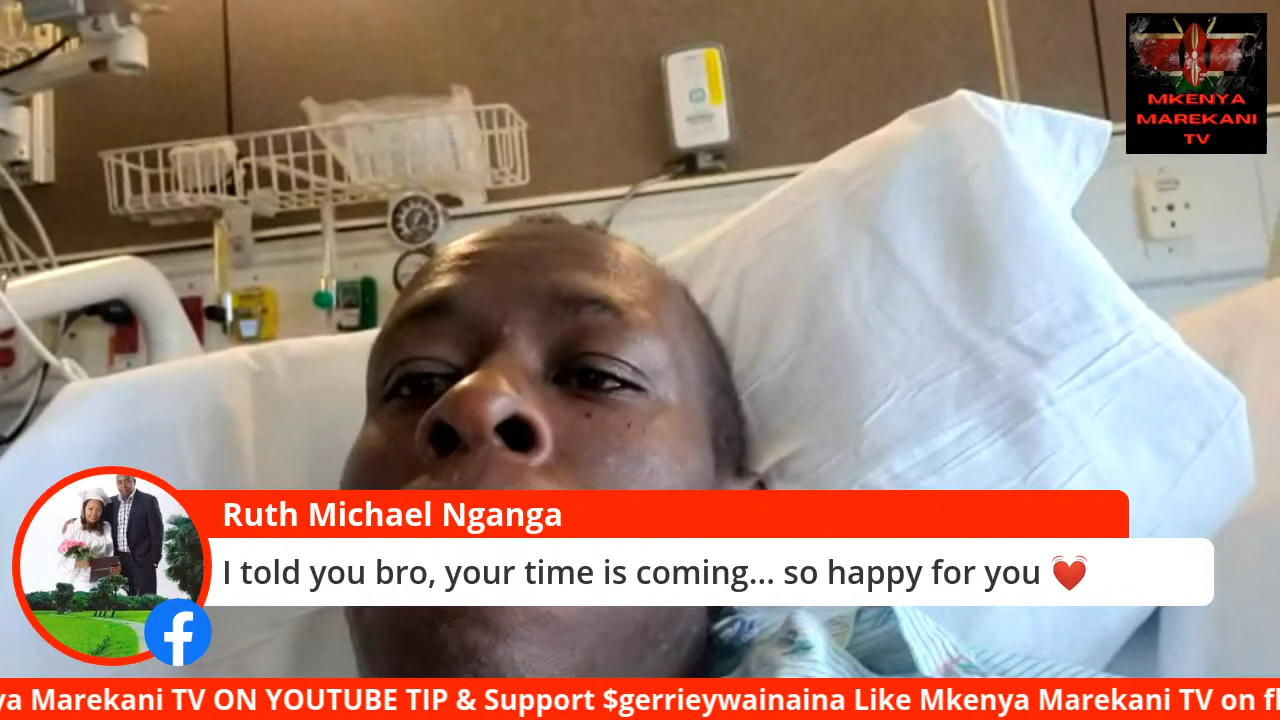 MKENYA
MAREKANI
TV
Ruth Michael Nganga
I told you bro, your time is coming... so happy for you
ya Marekani TV ON YOUTUBE TIP & Support $gerrieywainaina Like Mkenya Marekani TV on